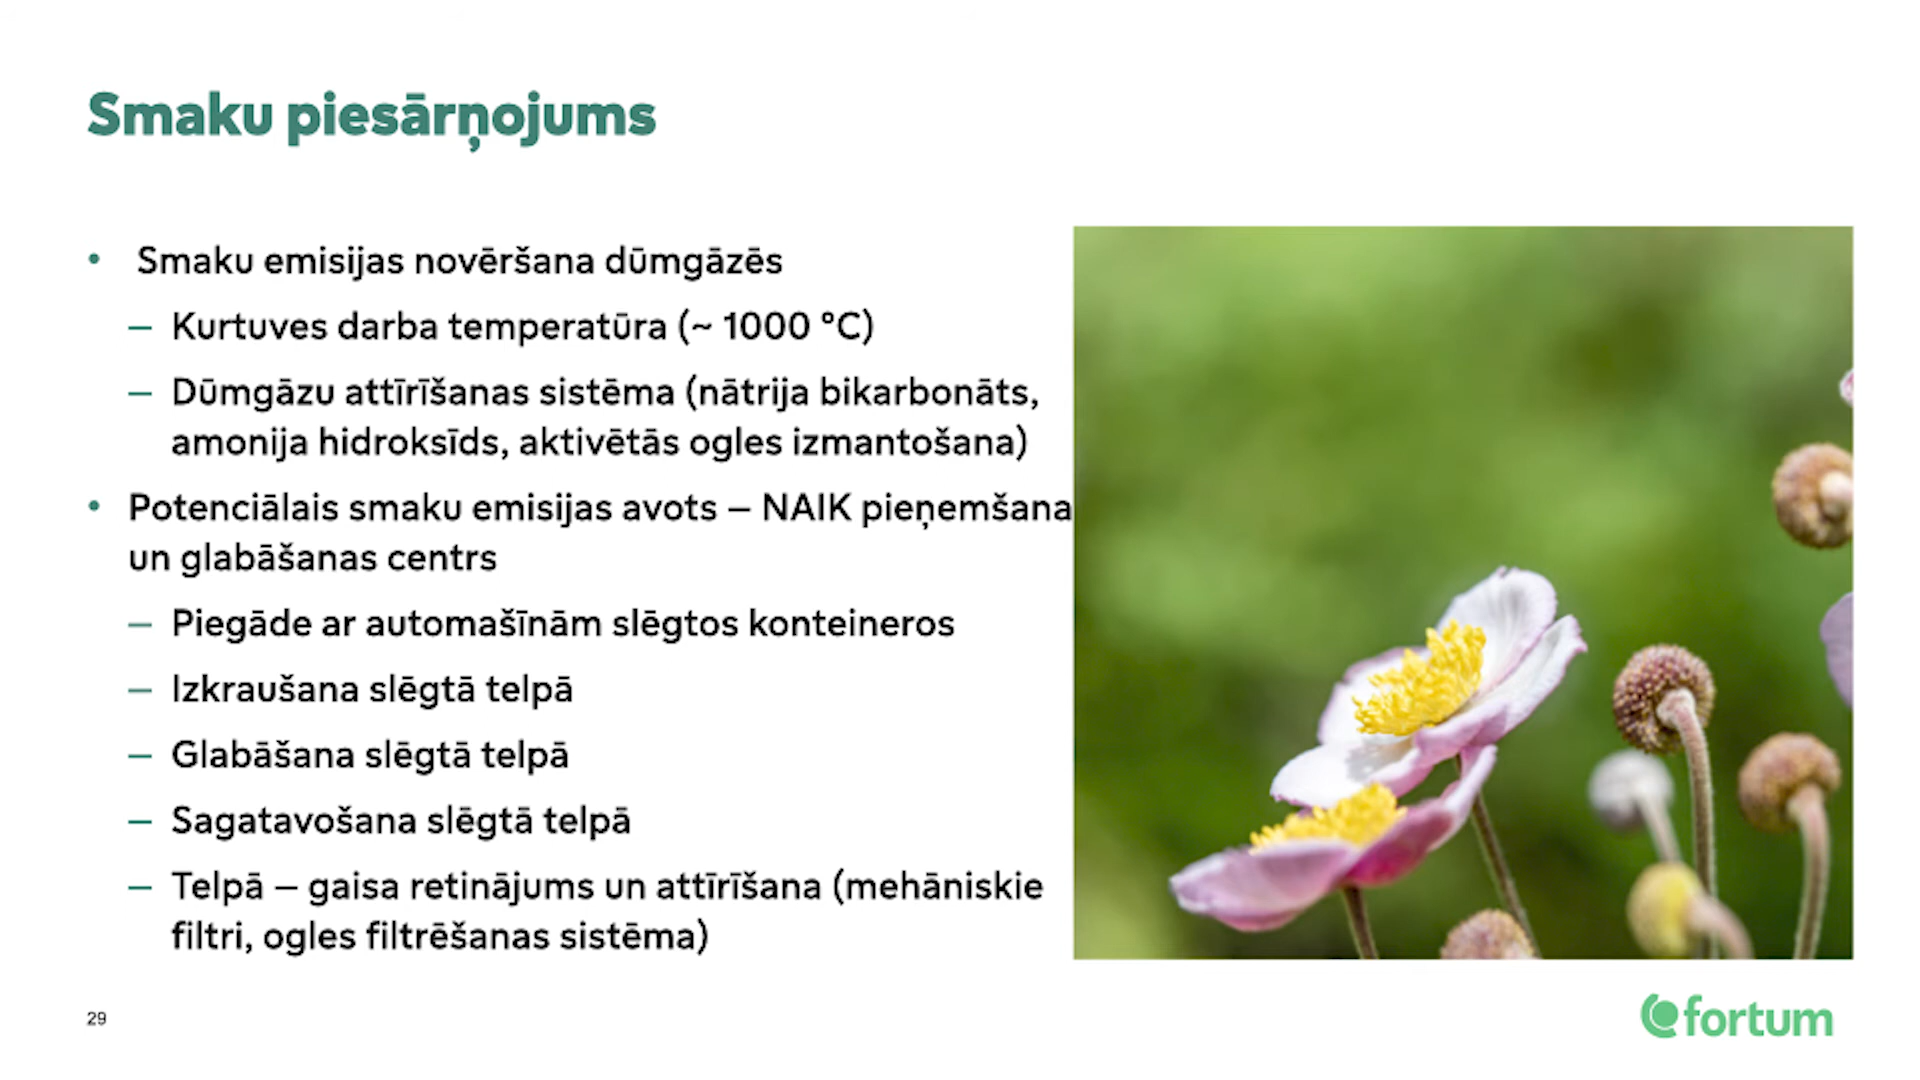 Smaku piesārņojums
• Smaku emisijas novēršana dūmgāzēs
– Kurtuves darba temperatūra (~ 1000 °C)
– Dūmgāzu attīrīšanas sistēma (nātrija bikarbonāts,
amonija hidroksīds, aktivētās ogles izmantošana)
• Potenciālais smaku emisijas avots – NAIK pieņemšana
un glabāšanas centrs
– Piegāde ar automašīnām slēgtos konteineros
– Izkraušana slēgtā telpā
– Glabāšana slēgtā telpā
– Sagatavošana slēgtā telpā
– Telpā – gaisa retinājums un attīrīšana (mehāniskie
filtri, ogles filtrēšanas sistēma)
29
fortum